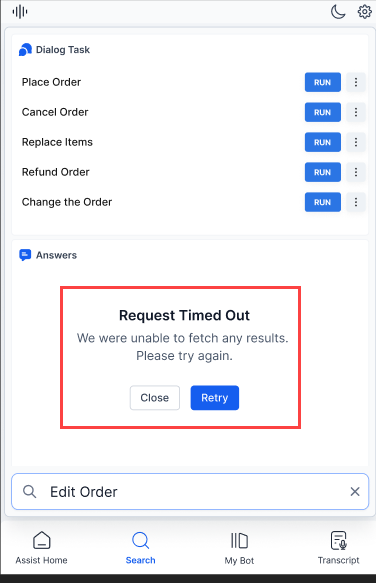 Dialog Task
Place Order RUN
Cancel Order RUN
Replace Items RUN
Refund Order RUN
Change the Order RUN
Answers
Request Timed Out
We were unable to fetch any results.
Please try again.
Close Retry
Edit Order
Assist Home Search My Bot Transcript